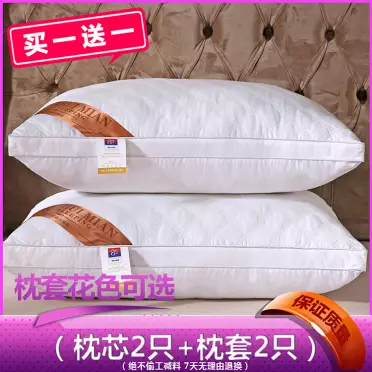 买一送一
枕套花色可选
保证质量
（枕芯2只+枕套2只）
（绝不偷工减料 7天无理由退换）